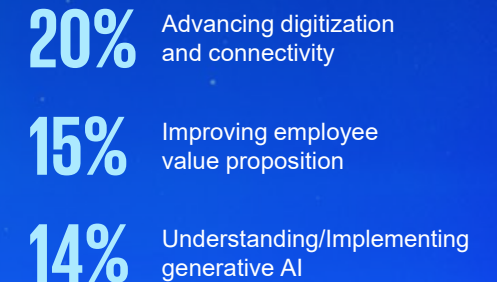 20% Advancing digitization
and connectivity
15% Improving employee
value proposition
14% Understanding/Implementing
generative AI